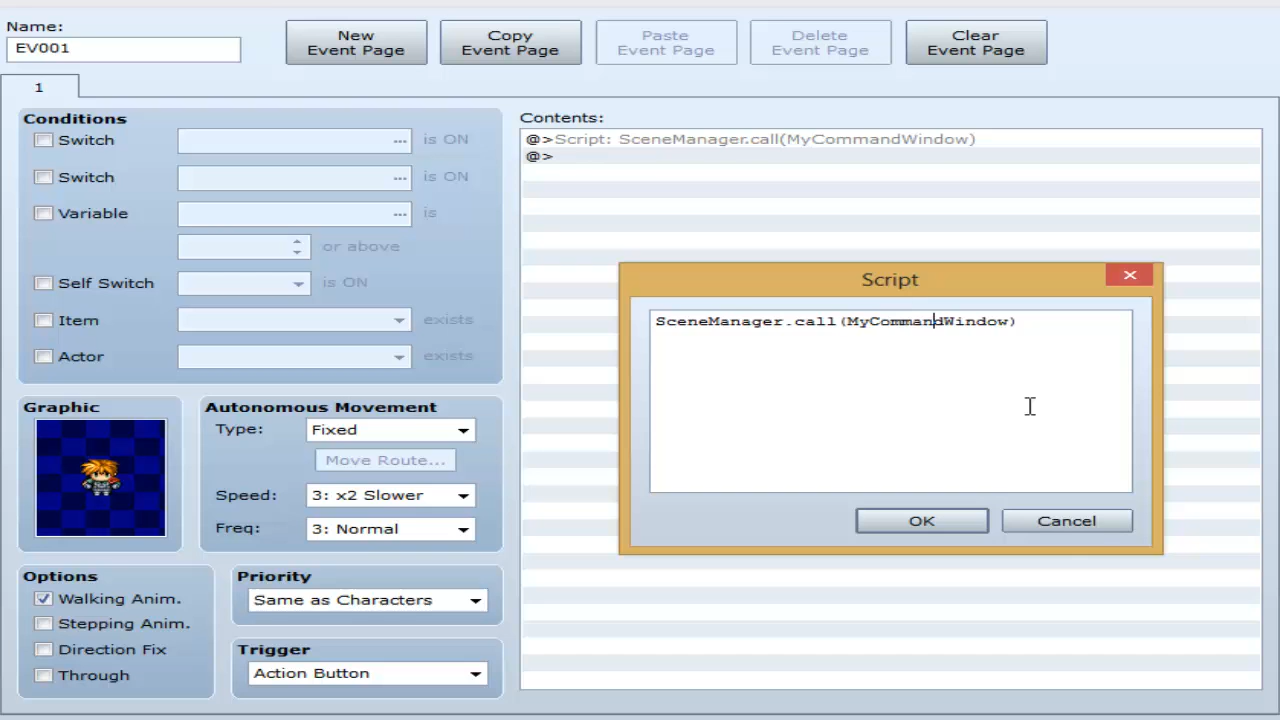 Name:
EV001
New
Event Page
Copy
Event Page
Paste
Event Page
Delete
Event Page
Clear
Event Page
1
Conditions
Switch ... is ON
Switch ... is ON
Variable ... is
or above
Self Switch is ON
Item exists
Actor exists
Graphic
Autonomous Movement
Type: Fixed
Move Route...
Speed: 3: x2 Slower
Freq: 3: Normal
Options
Walking Anim.
Stepping Anim.
Direction Fix
Through
Priority
Same as Characters
Trigger
Action Button
Contents:
@>Script: SceneManager.call(MyCommandWindow)
@>
Script
SceneManager.call(MyCommandWindow)
OK Cancel